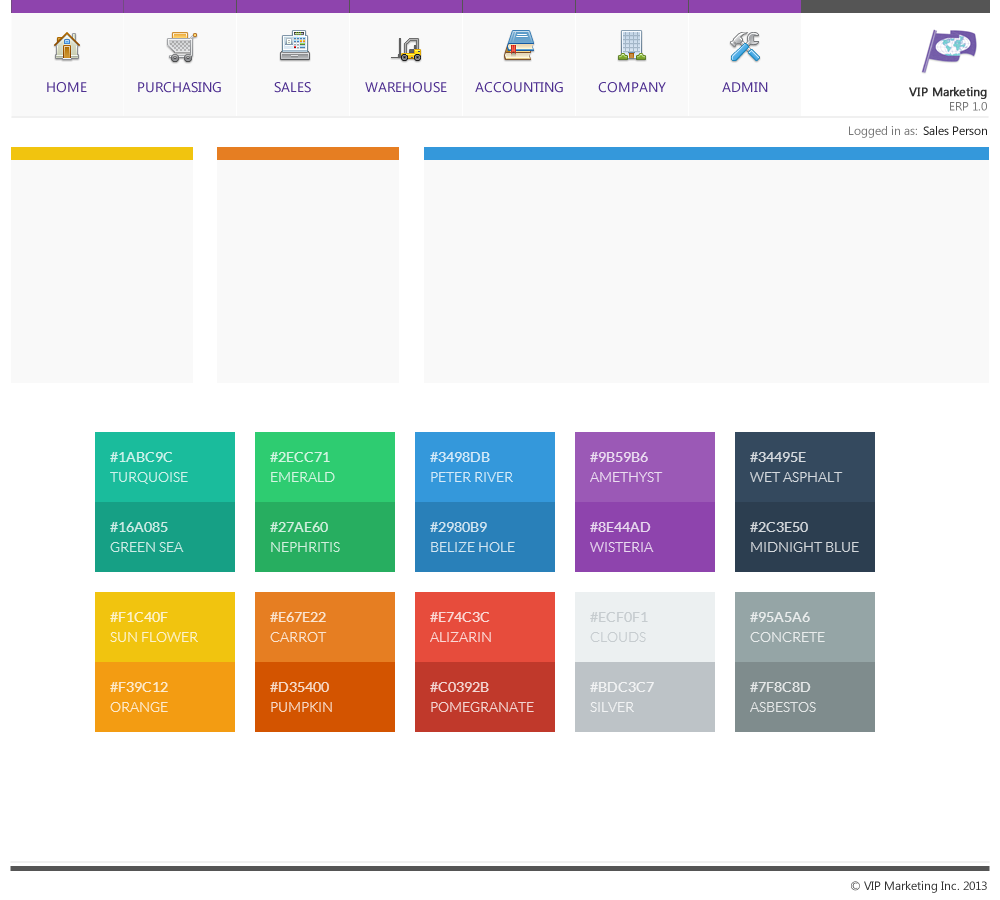 HOME
PURCHASING
SALES
WAREHOUSE
ACCOUNTING
COMPANY
ADMIN
VIP Marketing
ERP 1.0
Logged in as: Sales Person
#1ABC9C
TURQUOISE
#2ECC71
EMERALD
#3498DB
PETER RIVER
#9B59B6
AMETHYST
#34495E
WET ASPHALT
#16A085
GREEN SEA
#27AE60
NEPHRITIS
#2980B9
BELIZE HOLE
#8E44AD
WISTERIA
#2C3E50
MIDNIGHT BLUE
#F1C40F
SUN FLOWER
#E67E22
CARROT
#E74C3C
ALIZARIN
#ECF0F1
CLOUDS
#95A5A6
CONCRETE
#F39C12
ORANGE
#D35400
PUMPKIN
#C0392B
POMEGRANATE
#BDC3C7
SILVER
#7F8C8D
ASBESTOS
© VIP Marketing Inc. 2013